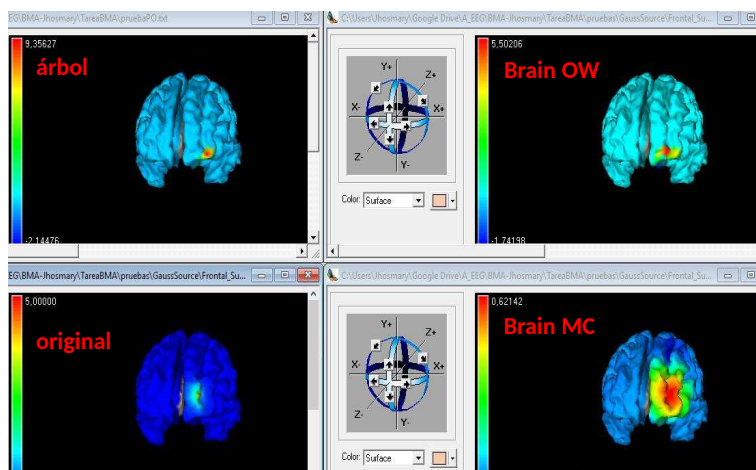 EG\BMA-Jhosmary\TareaBMA\pruebaPO.txt
9,35627
árbol
-2,14476
C:\Users\Jhosmary\Google Drive\A_EEG\BMA-Jhosmary\TareaBMA\pruebas\GaussSource\Frontal_Su...
Y+
Z+
X-
X+
Z-
Y-
Color: Surface
5,50206
Brain OW
-1,74198
EG\BMA-Jhosmary\TareaBMA\pruebas\GaussSource\Frontal_Su...
5,00000
original
C:\Users\Jhosmary\Google Drive\A_EEG\BMA-Jhosmary\TareaBMA\pruebas\GaussSource\Frontal_Su...
Y+
Z+
X-
X+
Z-
Y-
Color: Surface
0,62142
Brain MC